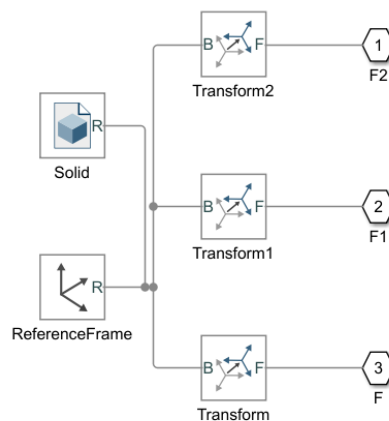 B F
1
Transform2
F2
R
Solid
B F
2
Transform1
F1
R
ReferenceFrame
B F
3
Transform
F